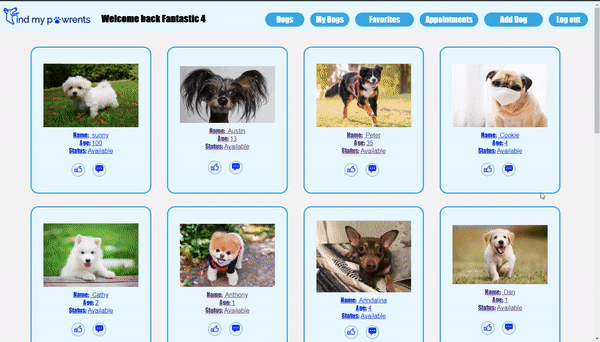 Find my pawrents
Welcome back Fantastic 4
Dogs
My Dogs
Favorites
Appointments
Add Dog
Log out
Name: sunny
Age: 100
Status: Available
Name: Austin
Age: 13
Status: Available
Name: Peter
Age: 35
Status: Available
Name: Cookie
Age: 4
Status: Available
Name: Cathy
Age: 2
Status: Available
Name: Anthony
Age: 1
Status: Available
Name: Anndalina
Age: 4
Status: Available
Name: Dan
Age: 1
Status: Available